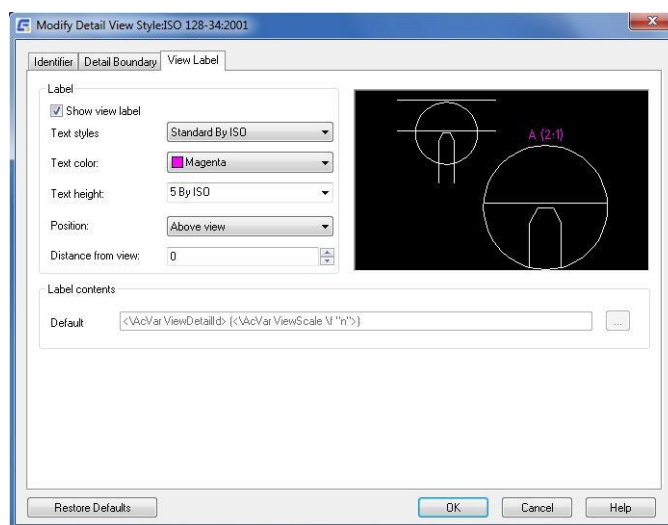 Modify Detail View Style:ISO 128-34:2001
Identifier Detail Boundary View Label
Label
Show view label
Text styles Standard By ISO
Text color: Magenta
Text height: 5 By ISO
Position: Above view
Distance from view: 0
A (2:1)
Label contents
Default <\AcVar ViewDetailId> (<\AcVar ViewScale \f "n">)
...
Restore Defaults OK Cancel Help